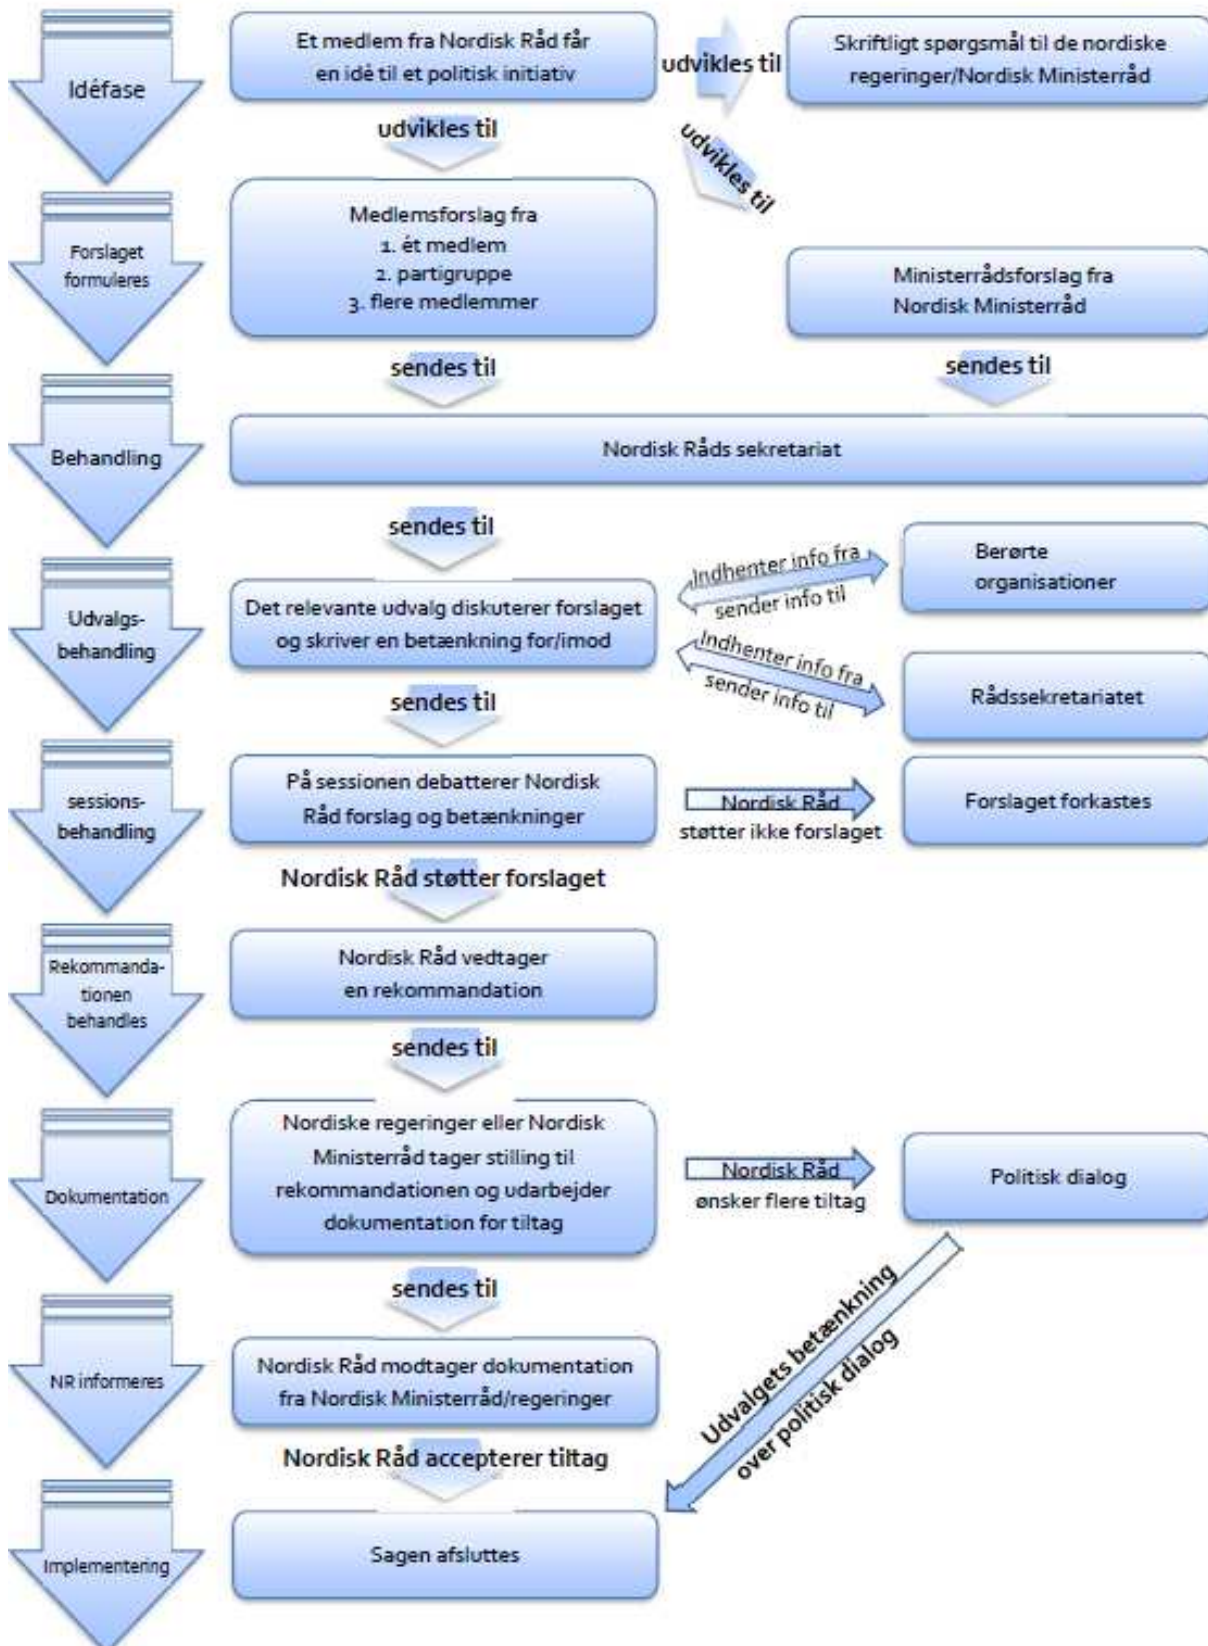 Idéfase
Et medlem fra Nordisk Råd får
en idé til et politisk initiativ
udvikles til
Skriftligt spørgsmål til de nordiske
regeringer/Nordisk Ministerråd
udvikles til
udvikles til
Forslaget
formuleres
Medlemsforslag fra
1. ét medlem
2. partigruppe
3. flere medlemmer
Ministerrådsforslag fra
Nordisk Ministerråd
sendes til
sendes til
Behandling
Nordisk Råds sekretariat
sendes til
Udvalgs-
behandling
Det relevante udvalg diskuterer forslaget
og skriver en betænkning for/imod
Indhenter info fra
sender info til
Berørte
organisationer
Indhenter info fra
sender info til
Rådssekretariatet
sendes til
sessions-
behandling
På sessionen debatterer Nordisk
Råd forslag og betænkninger
Nordisk Råd
støtter ikke forslaget
Forslaget forkastes
Nordisk Råd støtter forslaget
Rekommanda-
tionen
behandles
Nordisk Råd vedtager
en rekommandation
sendes til
Dokumentation
Nordiske regeringer eller Nordisk
Ministerråd tager stilling til
rekommandationen og udarbejder
dokumentation for tiltag
Nordisk Råd
ønsker flere tiltag
Politisk dialog
sendes til
Udvalgets betænkning
over politisk dialog
NR informeres
Nordisk Råd modtager dokumentation
fra Nordisk Ministerråd/regeringer
Nordisk Råd accepterer tiltag
Implementering
Sagen afsluttes